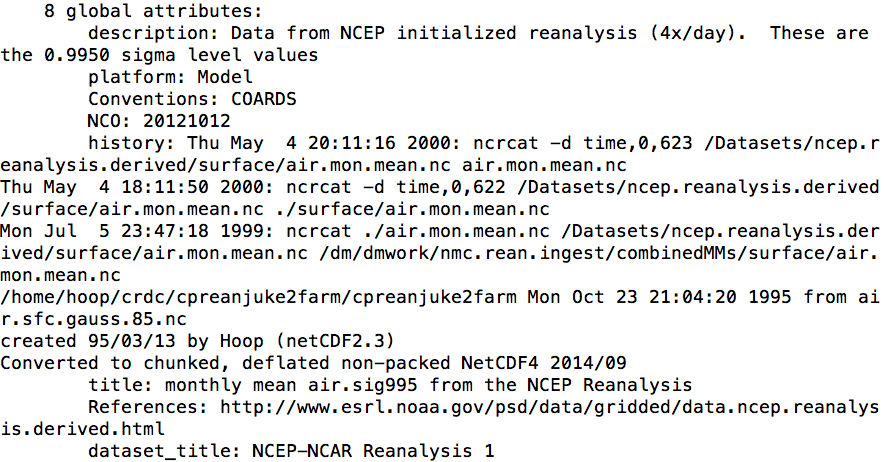 8 global attributes:
description: Data from NCEP initialized reanalysis (4x/day).  These are
the 0.9950 sigma level values
platform: Model
Conventions: COARDS
NCO: 20121012
history: Thu May  4 20:11:16 2000: ncrcat -d time,0,623 /Datasets/ncep.r
eanalysis.derived/surface/air.mon.mean.nc air.mon.mean.nc
Thu May  4 18:11:50 2000: ncrcat -d time,0,622 /Datasets/ncep.reanalysis.derived
/surface/air.mon.mean.nc ./surface/air.mon.mean.nc
Mon Jul  5 23:47:18 1999: ncrcat ./air.mon.mean.nc /Datasets/ncep.reanalysis.der
ived/surface/air.mon.mean.nc /dm/dmwork/nmc.rean.ingest/combinedMMs/surface/air.
mon.mean.nc
/home/hoop/crdc/cpreanjuke2farm/cpreanjuke2farm Mon Oct 23 21:04:20 1995 from ai
r.sfc.gauss.85.nc
created 95/03/13 by Hoop (netCDF2.3)
Converted to chunked, deflated non-packed NetCDF4 2014/09
title: monthly mean air.sig995 from the NCEP Reanalysis
References: http://www.esrl.noaa.gov/psd/data/gridded/data.ncep.reanalys
is.derived.html
dataset_title: NCEP-NCAR Reanalysis 1